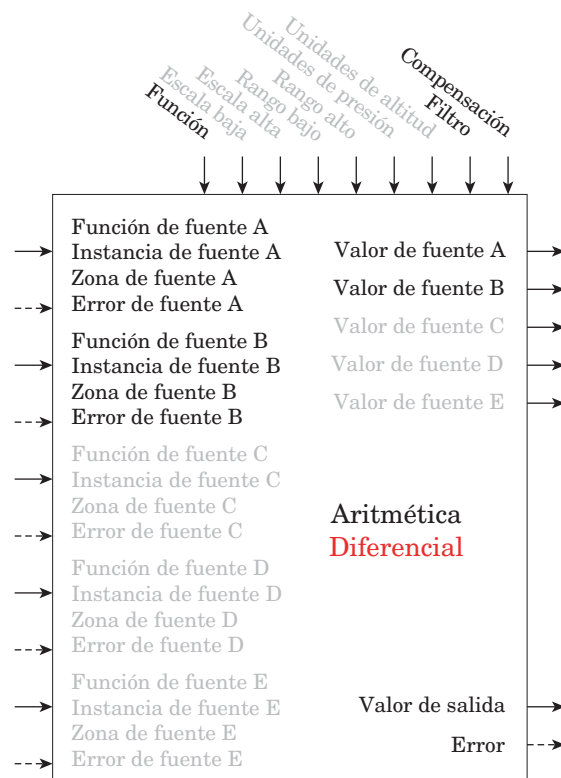 Función
Escala baja
Escala alta
Rango bajo
Rango alto
Unidades de presión
Unidades de altitud
Filtro
Compensación
Función de fuente A
Instancia de fuente A
Zona de fuente A
Error de fuente A
Función de fuente B
Instancia de fuente B
Zona de fuente B
Error de fuente B
Función de fuente C
Instancia de fuente C
Zona de fuente C
Error de fuente C
Función de fuente D
Instancia de fuente D
Zona de fuente D
Error de fuente D
Función de fuente E
Instancia de fuente E
Zona de fuente E
Error de fuente E
Valor de fuente A
Valor de fuente B
Valor de fuente C
Valor de fuente D
Valor de fuente E
Aritmética
Diferencial
Valor de salida
Error